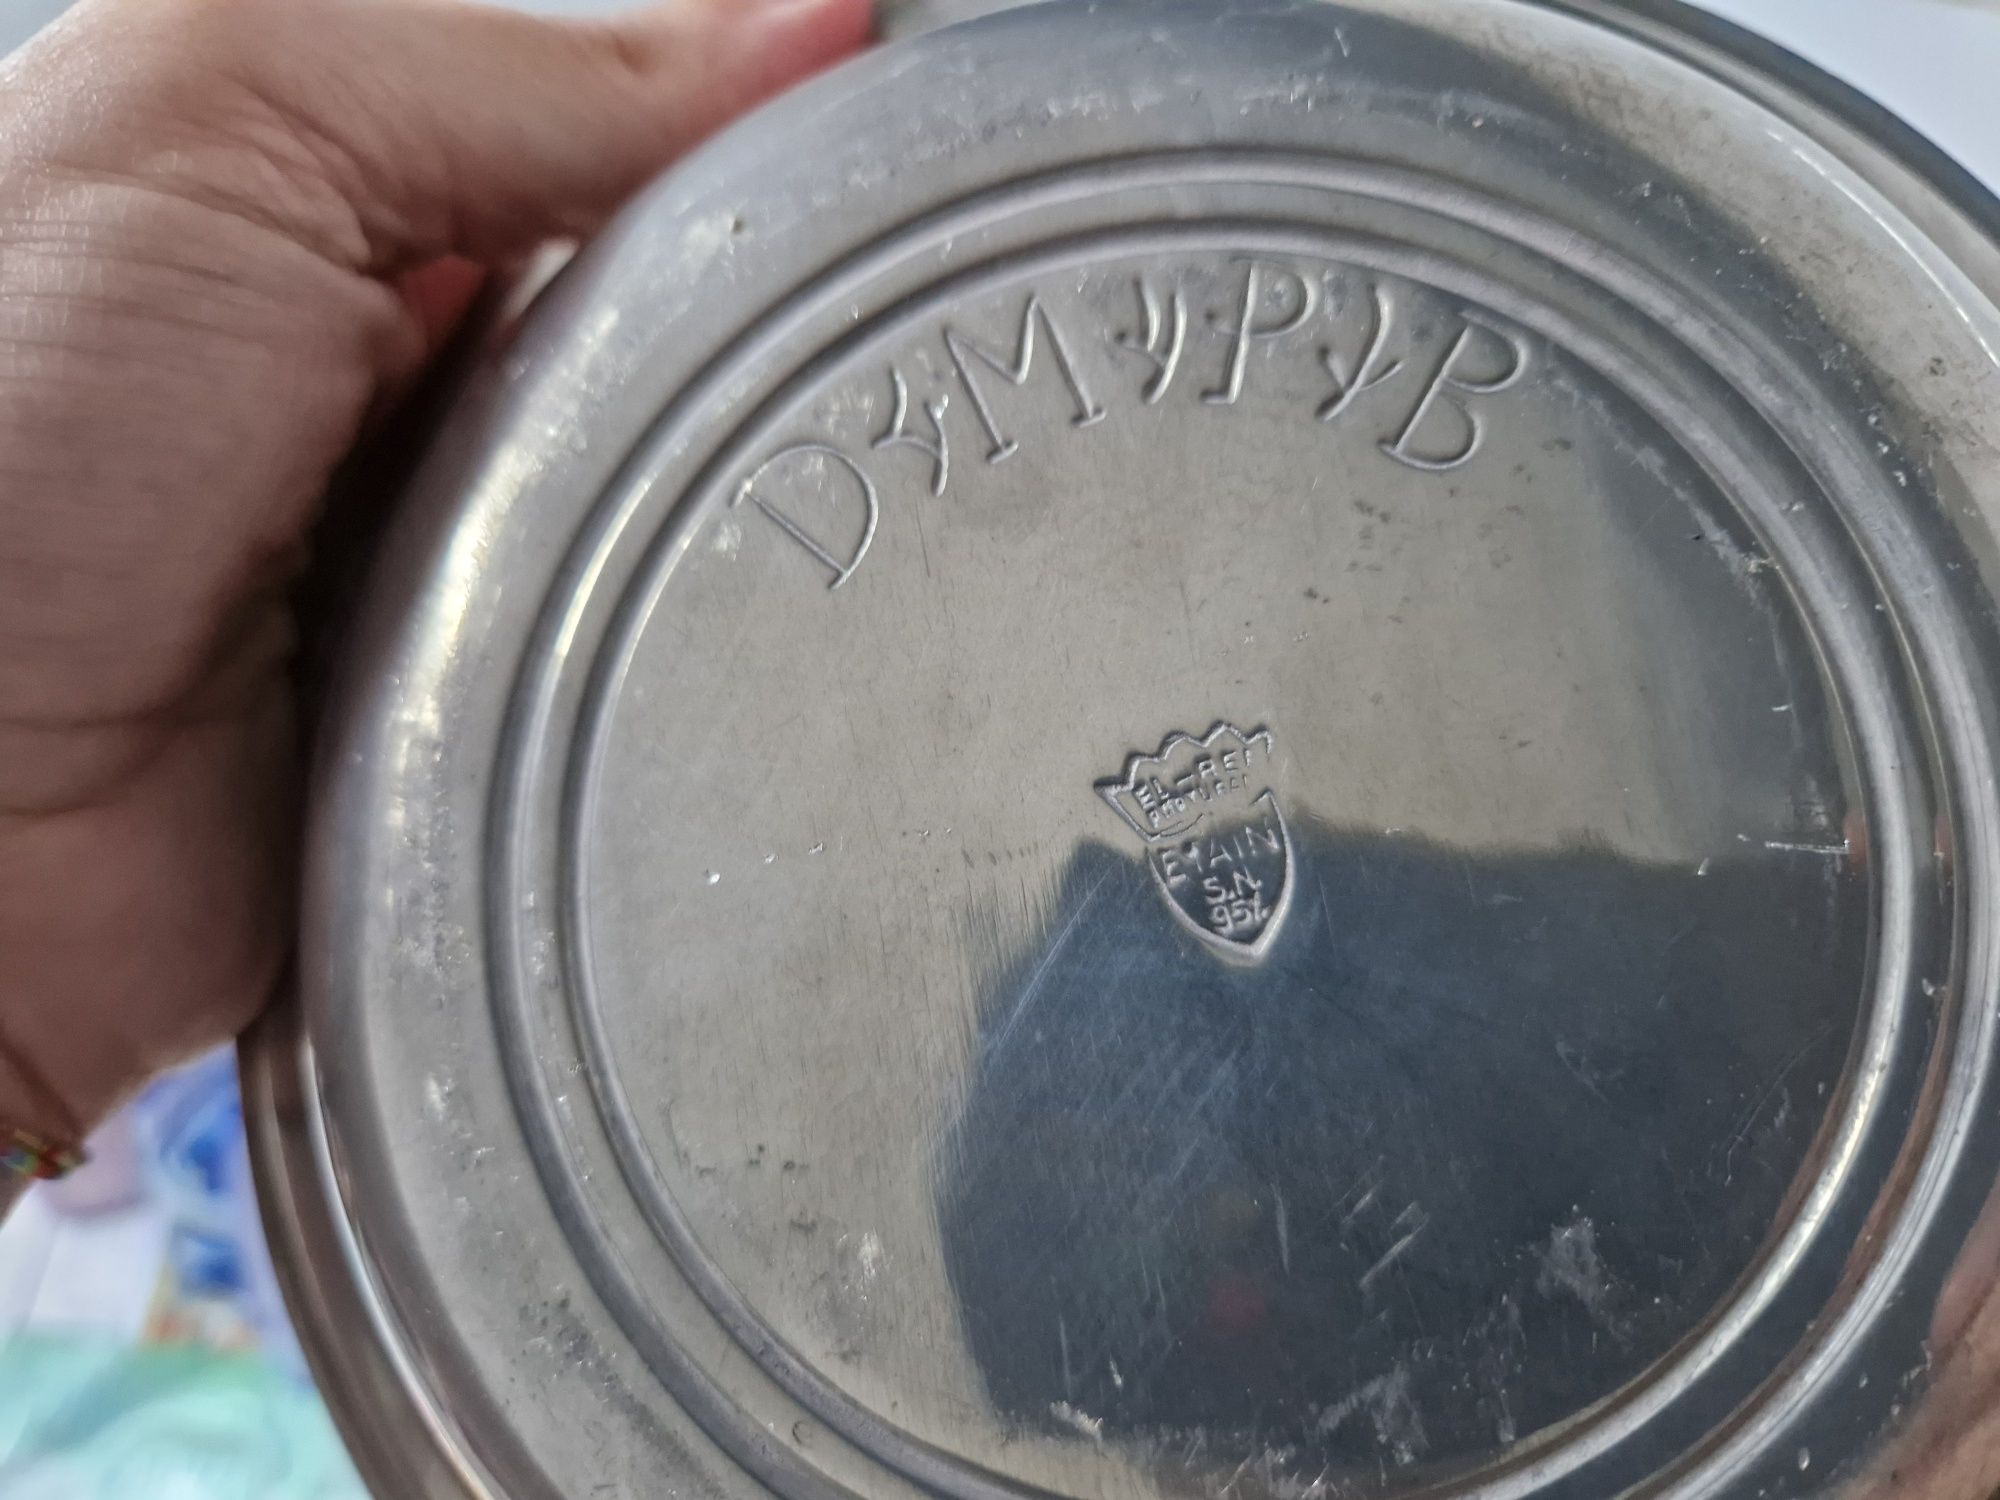 D M P B
EL-REI
ETAIN
S.N.
95%